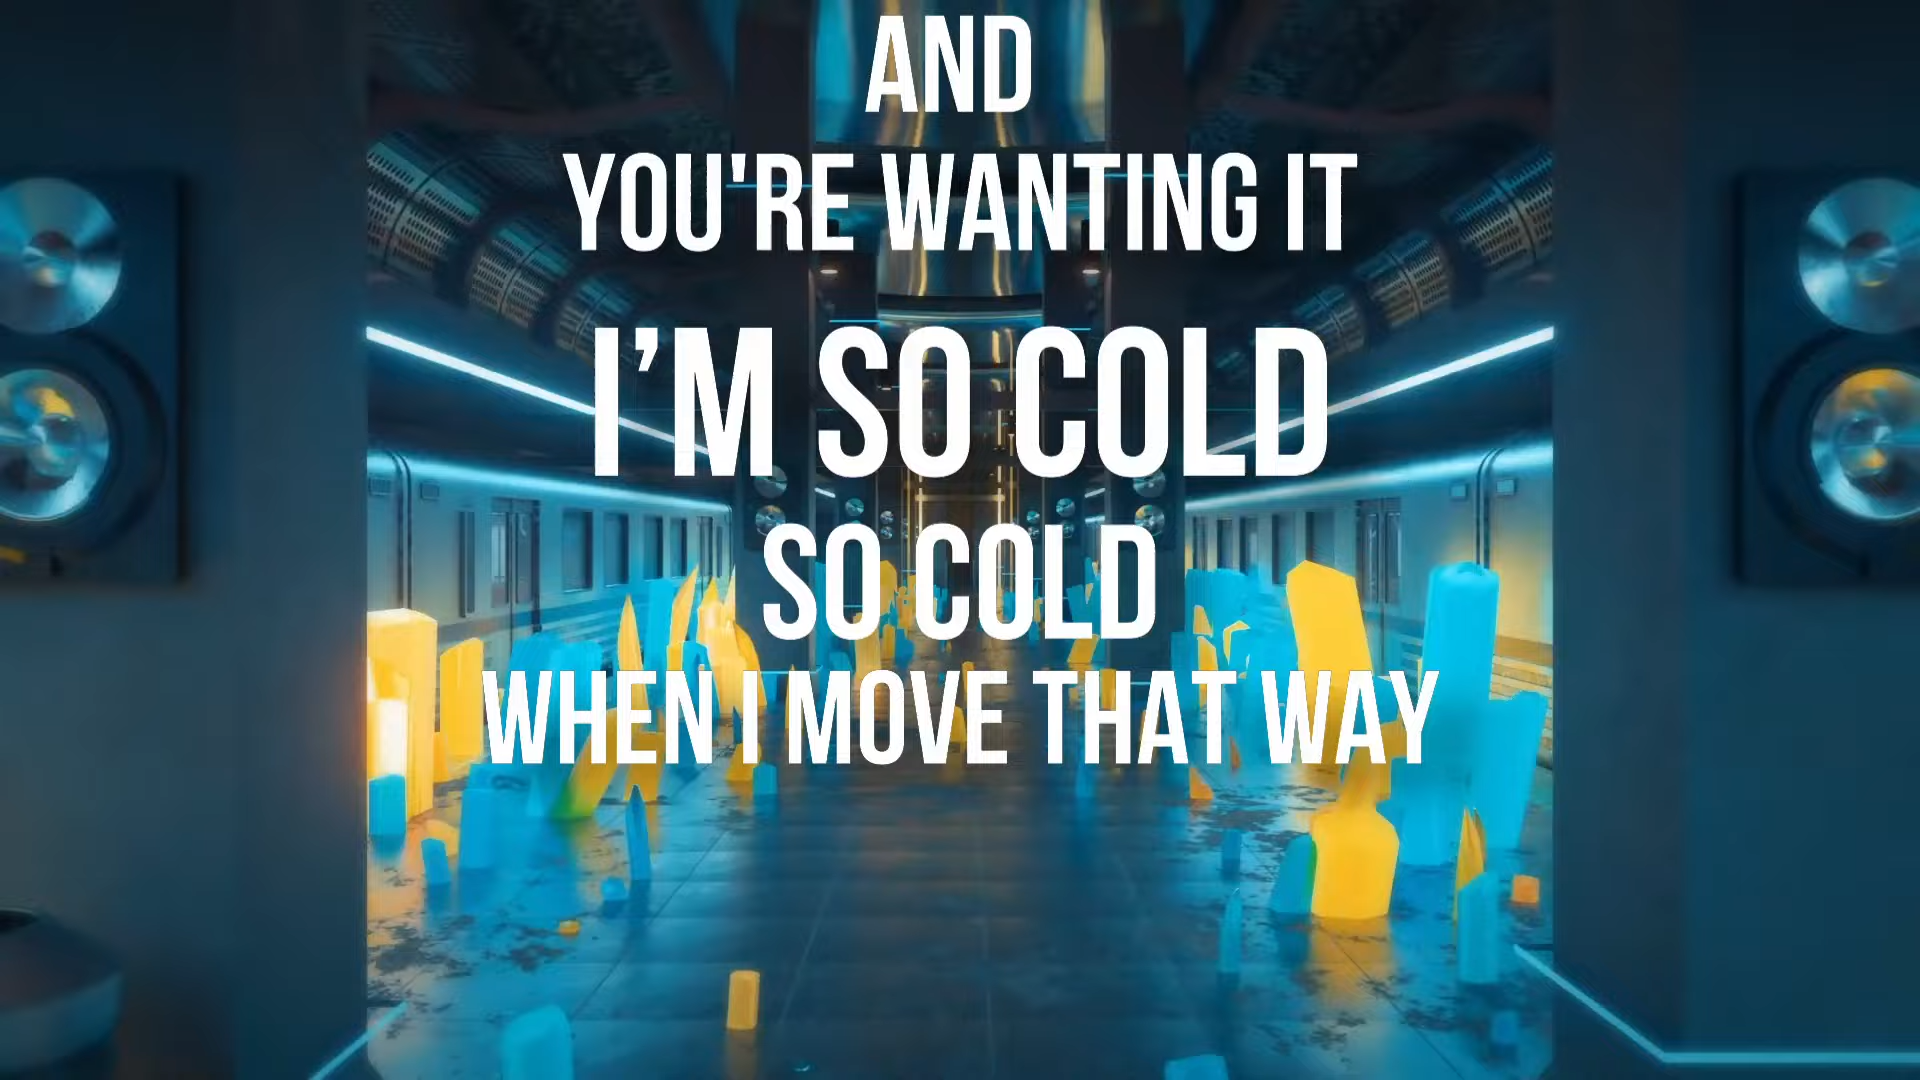 AND
YOU'RE WANTING IT
I’M SO COLD
SO COLD
WHEN I MOVE THAT WAY